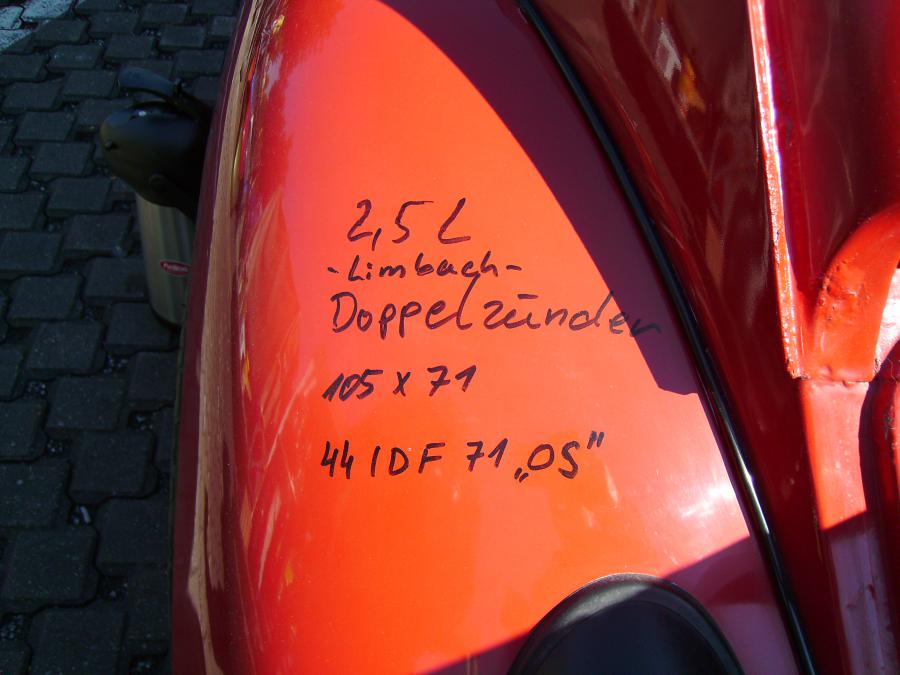 2,5 L
-Limbach-
Doppelzünder
105 x 71
44 IDF 71 „OS"